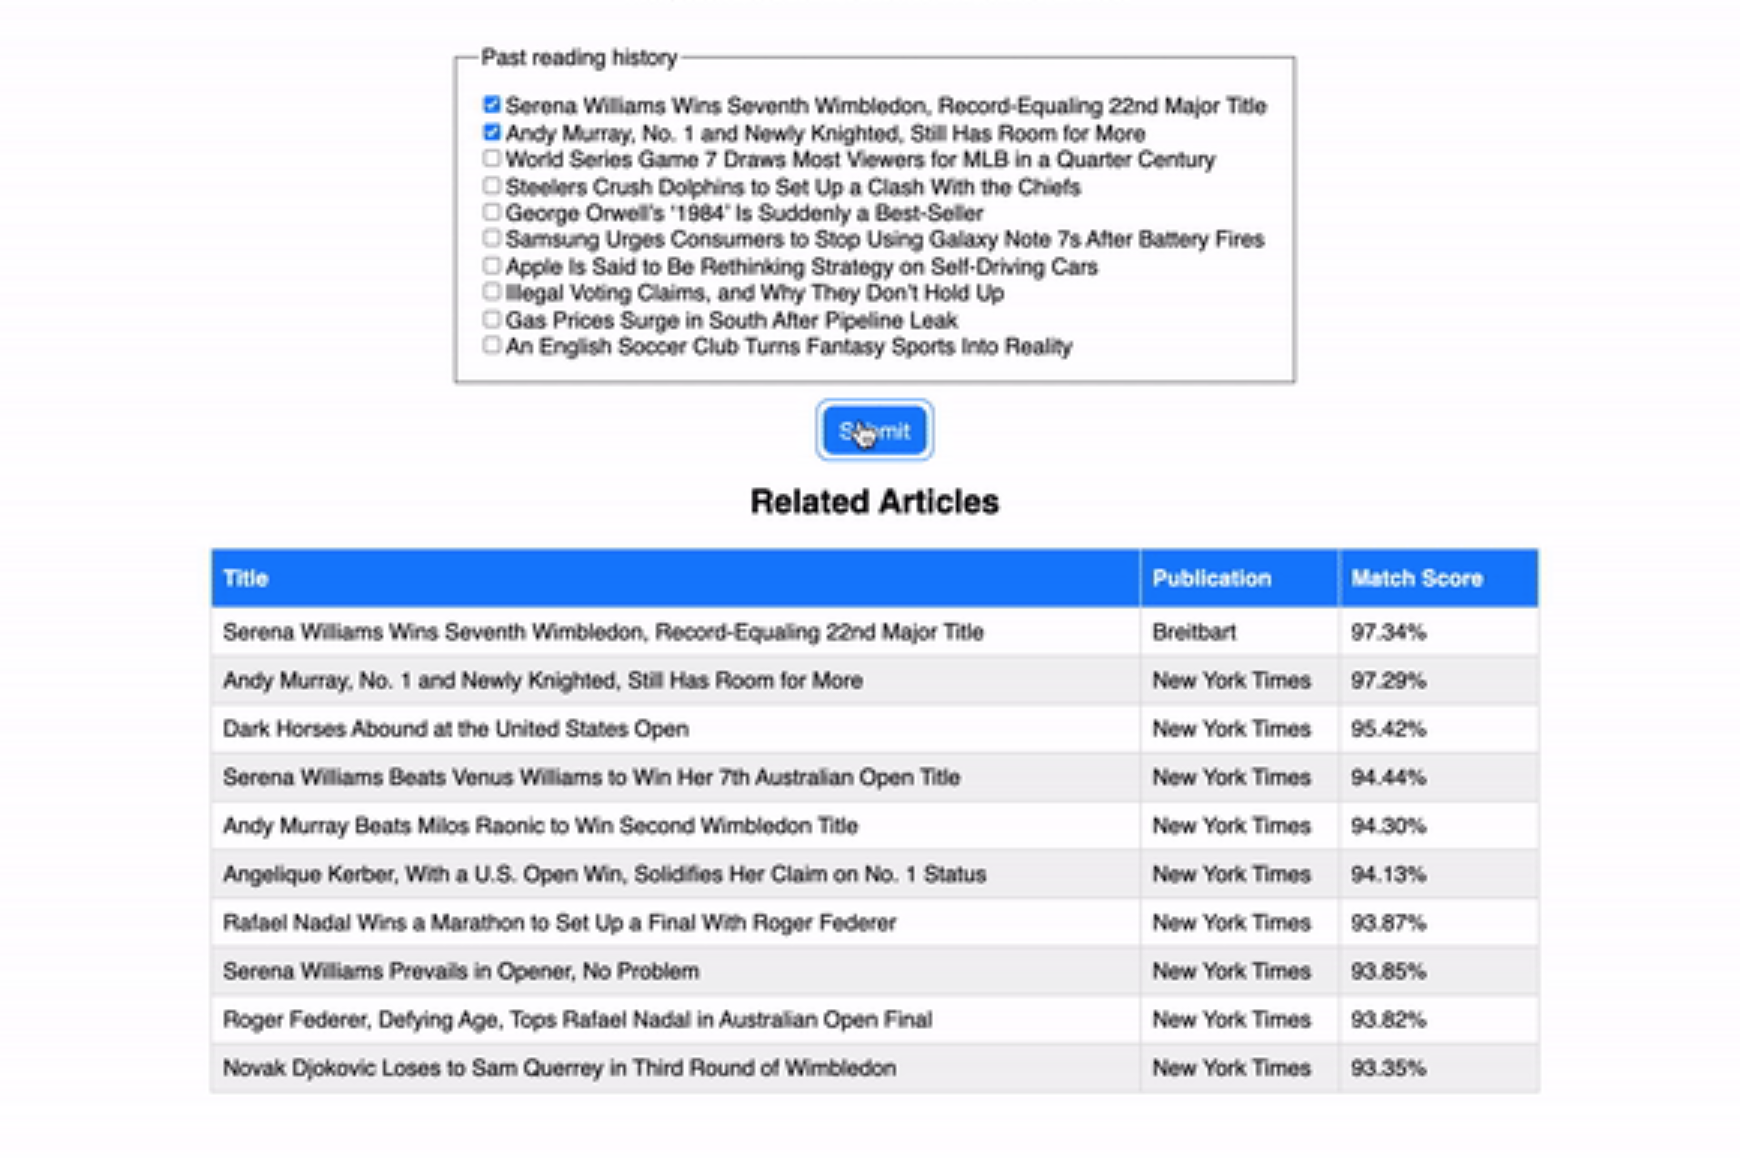 Past reading history
Serena Williams Wins Seventh Wimbledon, Record-Equaling 22nd Major Title
Andy Murray, No. 1 and Newly Knighted, Still Has Room for More
World Series Game 7 Draws Most Viewers for MLB in a Quarter Century
Steelers Crush Dolphins to Set Up a Clash With the Chiefs
George Orwell's '1984' Is Suddenly a Best-Seller
Samsung Urges Consumers to Stop Using Galaxy Note 7s After Battery Fires
Apple Is Said to Be Rethinking Strategy on Self-Driving Cars
Illegal Voting Claims, and Why They Don't Hold Up
Gas Prices Surge in South After Pipeline Leak
An English Soccer Club Turns Fantasy Sports Into Reality
Submit
Related Articles
Title Publication Match Score
Serena Williams Wins Seventh Wimbledon, Record-Equaling 22nd Major Title Breitbart 97.34%
Andy Murray, No. 1 and Newly Knighted, Still Has Room for More New York Times 97.29%
Dark Horses Abound at the United States Open New York Times 95.42%
Serena Williams Beats Venus Williams to Win Her 7th Australian Open Title New York Times 94.44%
Andy Murray Beats Milos Raonic to Win Second Wimbledon Title New York Times 94.30%
Angelique Kerber, With a U.S. Open Win, Solidifies Her Claim on No. 1 Status New York Times 94.13%
Rafael Nadal Wins a Marathon to Set Up a Final With Roger Federer New York Times 93.87%
Serena Williams Prevails in Opener, No Problem New York Times 93.85%
Roger Federer, Defying Age, Tops Rafael Nadal in Australian Open Final New York Times 93.82%
Novak Djokovic Loses to Sam Querrey in Third Round of Wimbledon New York Times 93.35%